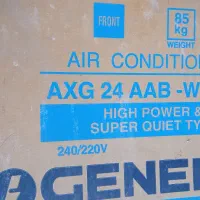 FRONT
85
kg
WEIGHT
AIR CONDITION
AXG 24 AAB -W
HIGH POWER &
SUPER QUIET TY
240/220V
GENER